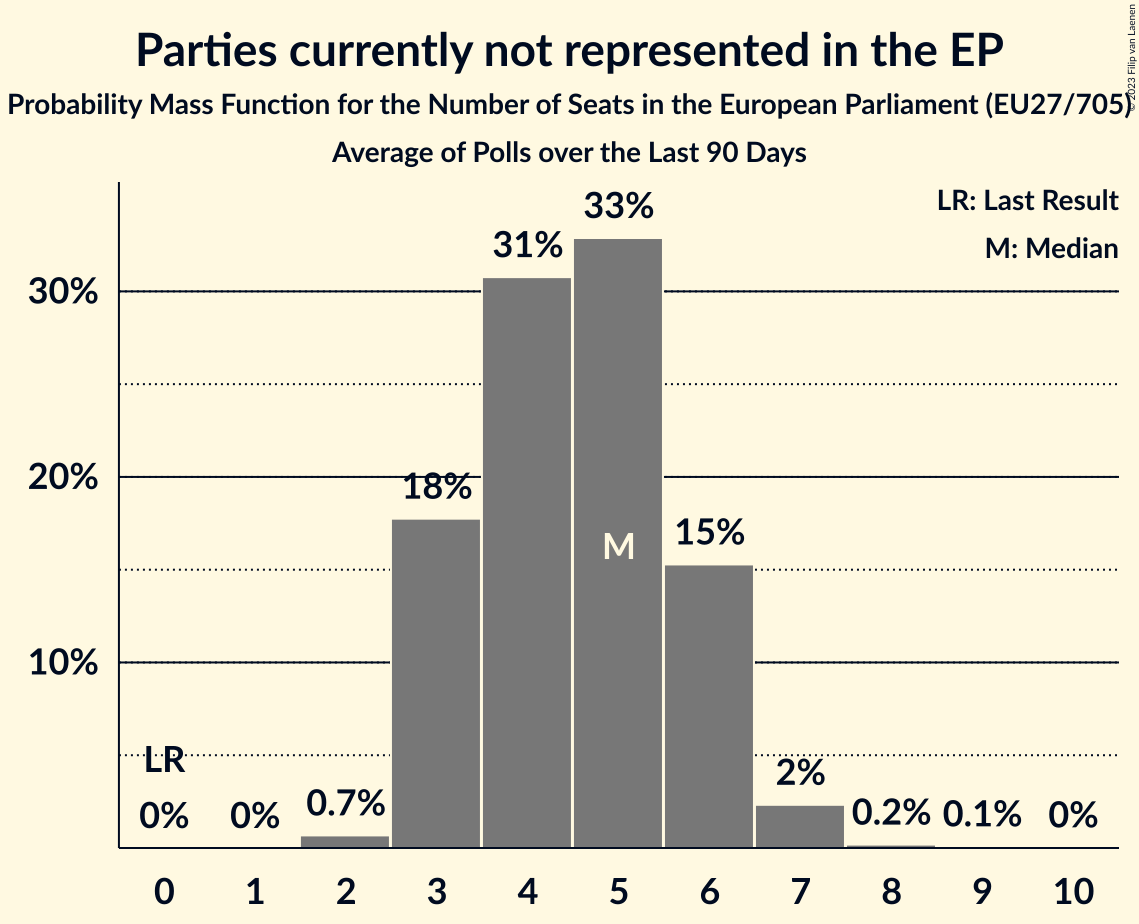 Parties currently not represented in the EP
Probability Mass Function for the Number of Seats in the European Parliament (EU27/705)
Average of Polls over the Last 90 Days
© 2023 Filip van Laenen
LR: Last Result
M: Median
30%
20%
10%
LR
0%
0%
0.7%
18%
31%
33%
M
15%
2%
0.2%
0.1%
0%
0 1 2 3 4 5 6 7 8 9 10